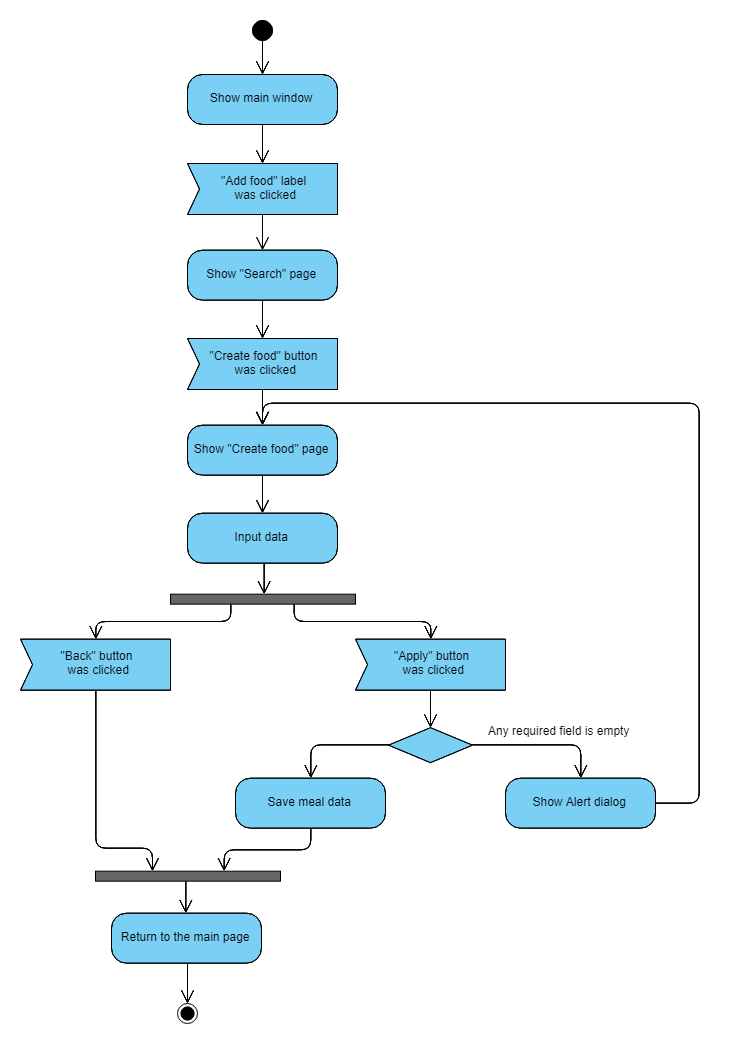 Show main window
"Add food" label
was clicked
Show "Search" page
"Create food" button
was clicked
Show "Create food" page
Input data
"Back" button
was clicked
"Apply" button
was clicked
Any required field is empty
Save meal data
Show Alert dialog
Return to the main page